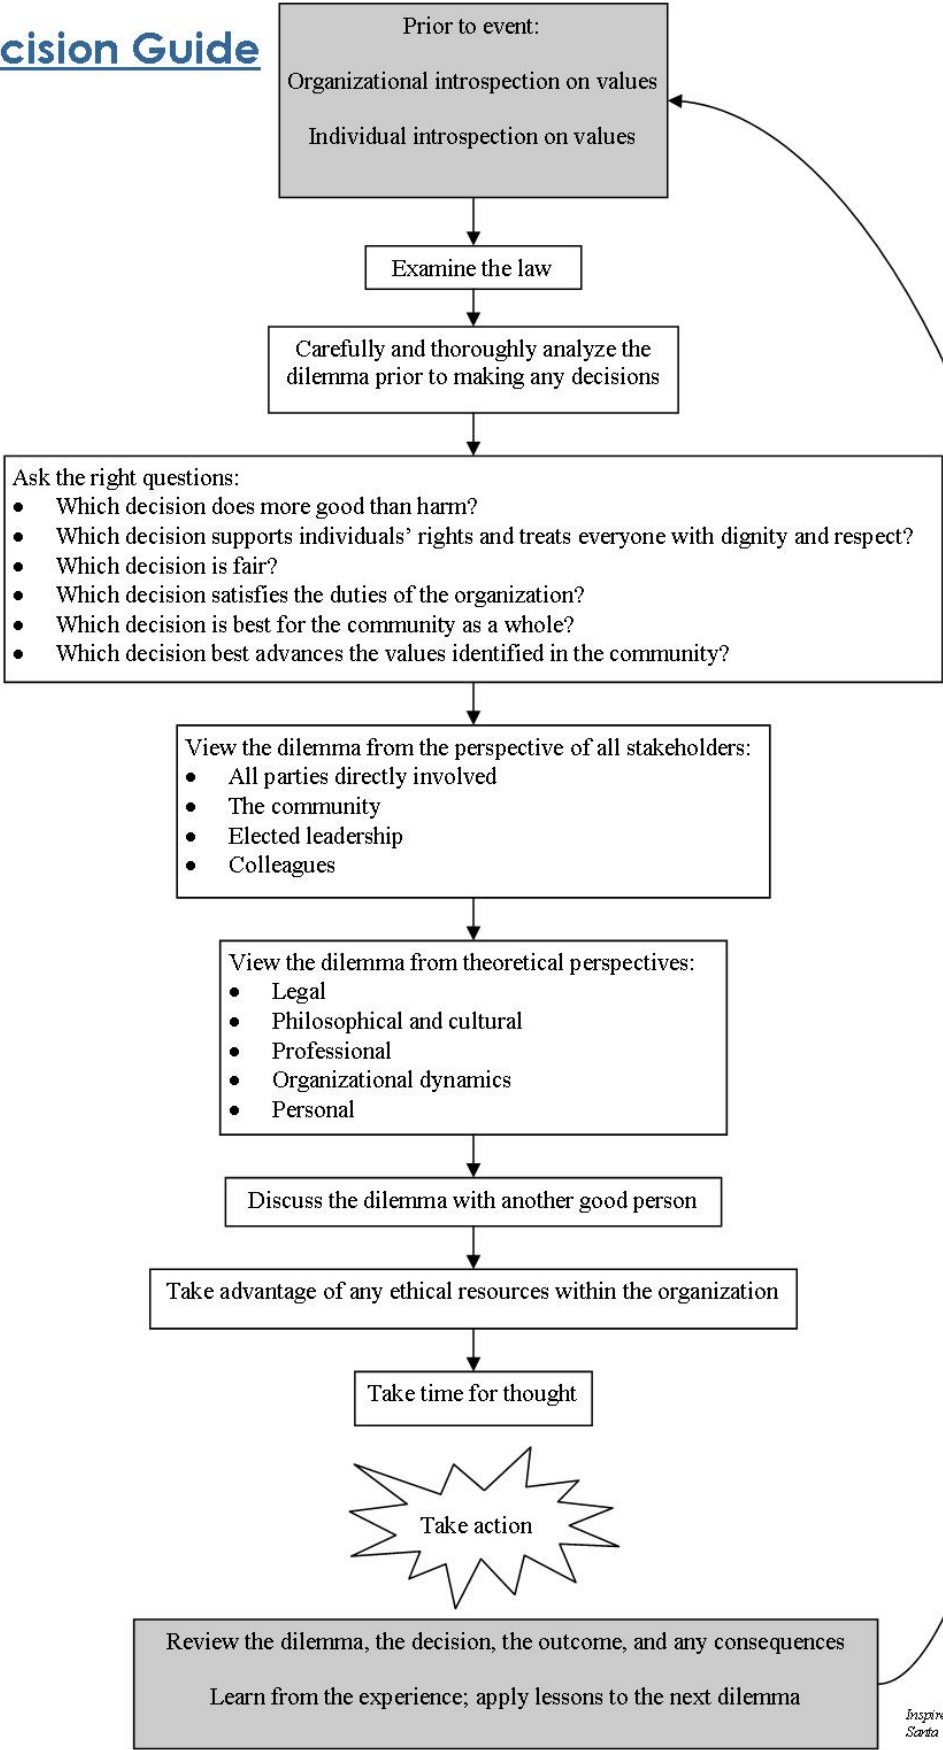 cision Guide
Prior to event:
Organizational introspection on values
Individual introspection on values
Examine the law
Carefully and thoroughly analyze the
dilemma prior to making any decisions
Ask the right questions:
• Which decision does more good than harm?
• Which decision supports individuals’ rights and treats everyone with dignity and respect?
• Which decision is fair?
• Which decision satisfies the duties of the organization?
• Which decision is best for the community as a whole?
• Which decision best advances the values identified in the community?
View the dilemma from the perspective of all stakeholders:
• All parties directly involved
• The community
• Elected leadership
• Colleagues
View the dilemma from theoretical perspectives:
• Legal
• Philosophical and cultural
• Professional
• Organizational dynamics
• Personal
Discuss the dilemma with another good person
Take advantage of any ethical resources within the organization
Take time for thought
Take action
Review the dilemma, the decision, the outcome, and any consequences
Learn from the experience; apply lessons to the next dilemma
Inspire
Santa